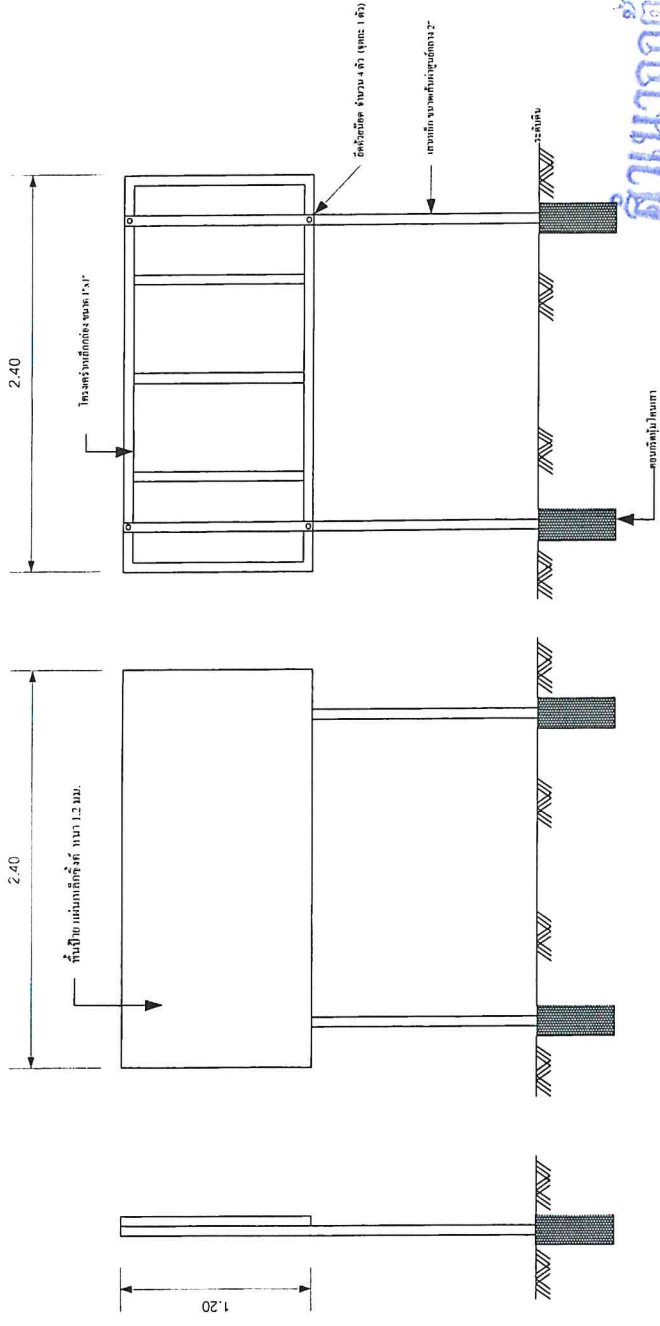 2.40
2.40
พื้นป้าย แผ่นเหล็กซิงค์ หนา 1.2 มม.
โครงคร่าวเหล็กกล่อง ขนาด 1"x1"
ยึดด้วยน๊อต จำนวน 4 ตัว (จุดละ 1 ตัว)
เสาเหล็ก ขนาดเส้นผ่าศูนย์กลาง 2"
ระดับดิน
คอนกรีตหุ้มโคนเสา
1.20